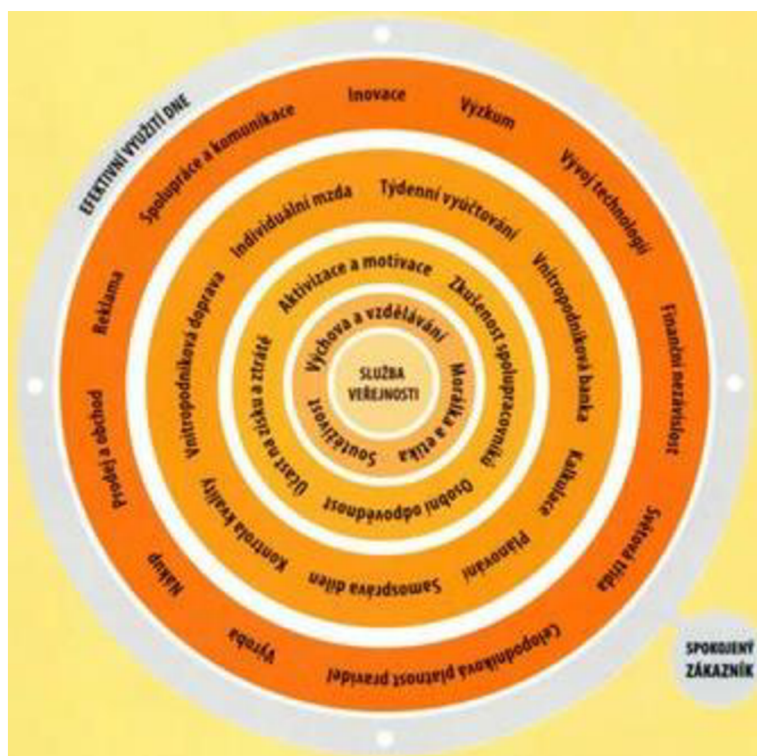 EFEKTIVNÍ VYUŽITÍ DNE
Spolupráce a komunikace
Inovace
Výzkum
Vývoj technologií
Finanční nezávislost
Světová třída
Celopodniková platnost pravidel
Výroba
Nákup
Prodej a obchod
Reklama
Individuální mzda
Týdenní vyúčtování
Vnitropodniková banka
Kalkulace
Plánování
Samospráva dílen
Kontrola kvality
Vnitropodniková doprava
Aktivizace a motivace
Zkušenost spolupracovníků
Osobní odpovědnost
Účast na zisku a ztrátě
Výchova a vzdělávání
Morálka a etika
Soutěživost
SLUŽBA
VEŘEJNOSTI
SPOKOJENÝ
ZÁKAZNÍK